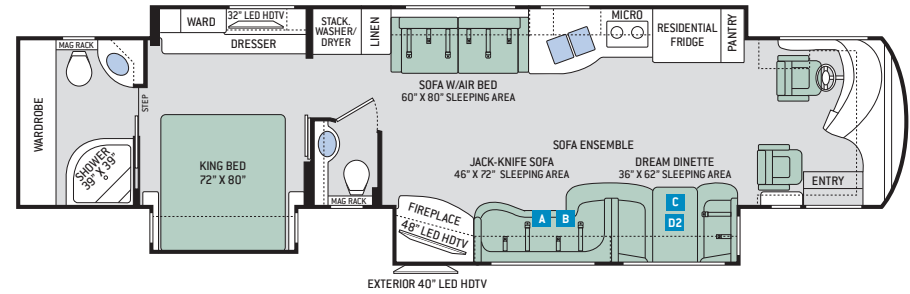 WARD
32" LED HDTV
DRESSER
STACK.
WASHER/
DRYER
LINEN
MICRO
RESIDENTIAL
FRIDGE
PANTRY
MAG RACK
WARDROBE
STEP
SHOWER
39" X 39"
KING BED
72" X 80"
SOFA W/AIR BED
60" X 80" SLEEPING AREA
SOFA ENSEMBLE
JACK-KNIFE SOFA
46" X 72" SLEEPING AREA
DREAM DINETTE
36" X 62" SLEEPING AREA
ENTRY
MAG RACK
FIREPLACE
48" LED HDTV
A
B
C
D2
EXTERIOR 40" LED HDTV